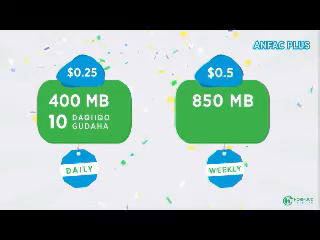 ANFAC PLUS
$0.25
400 MB
10 DAQIIQO
GUDAHA
DAILY
$0.5
850 MB
WEEKLY